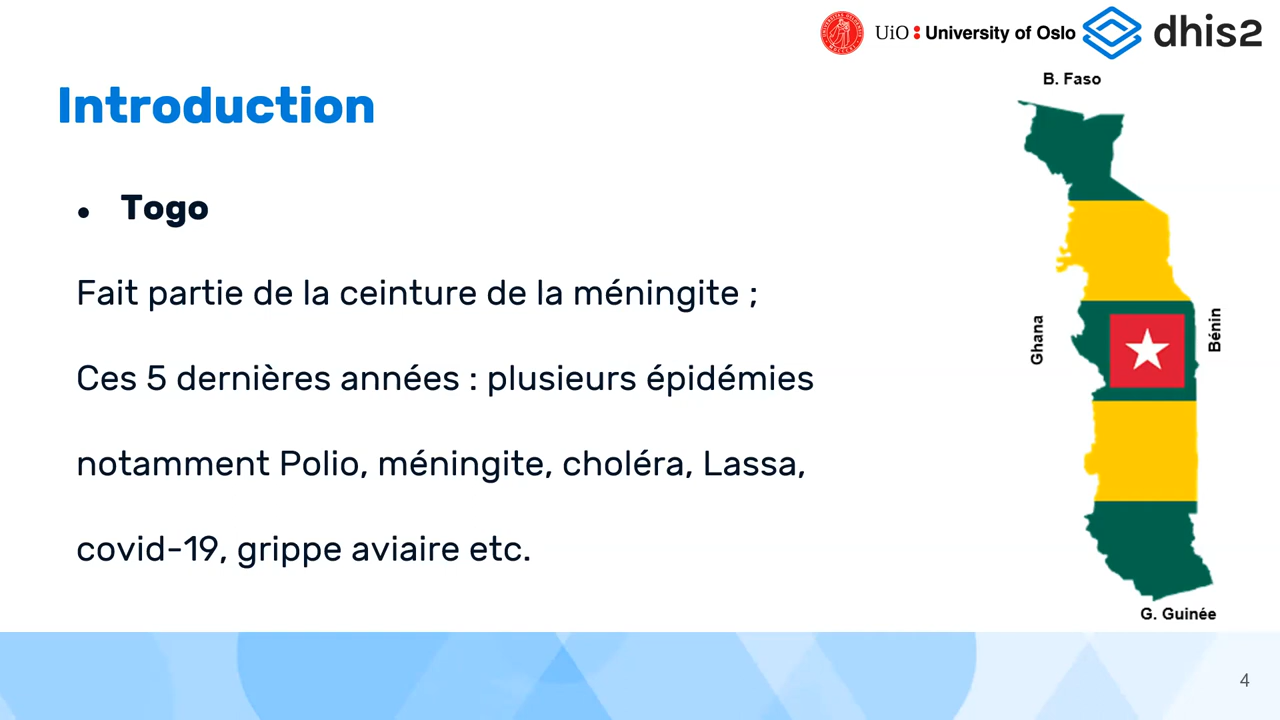 UiO : University of Oslo
dhis2
Introduction
B. Faso
• Togo
Fait partie de la ceinture de la méningite ;
Ghana
Bénin
Ces 5 dernières années : plusieurs épidémies
notamment Polio, méningite, choléra, Lassa,
covid-19, grippe aviaire etc.
G. Guinée
4